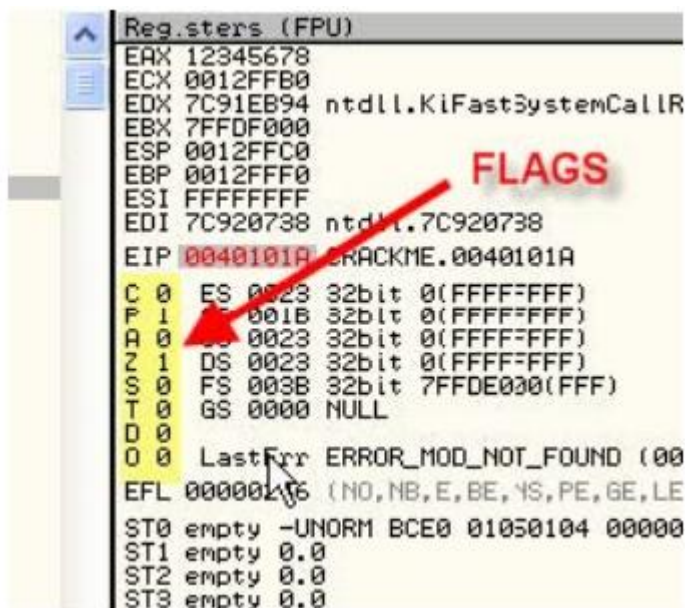 Reg.sters (FPU)
EAX 12345678
ECX 0012FFB0
EDX 7C91EB94 ntdll.KiFastSystemCallR
EBX 7FFDF000
ESP 0012FFC0
EBP 0012FFF0
ESI FFFFFFFF
FLAGS
EDI 7C920738 ntdll.7C920738
EIP 0040101A CRACKME.0040101A
C 0 ES 0023 32bit 0(FFFFFFFF)
P 1 001B 32bit 0(FFFFFFFF)
A 0 0023 32bit 0(FFFFFFFF)
Z 1 DS 0023 32bit 0(FFFFFFFF)
S 0 FS 003B 32bit 7FFDE000(FFF)
T 0 GS 0000 NULL
D 0
O 0 LastErr ERROR_MOD_NOT_FOUND (00
EFL (NO,NB,E,BE,NS,PE,GE,LE
ST0 empty -UNORM BCE0 01050104 00000
ST1 empty 0.0
ST2 empty 0.0
ST3 empty 0.0